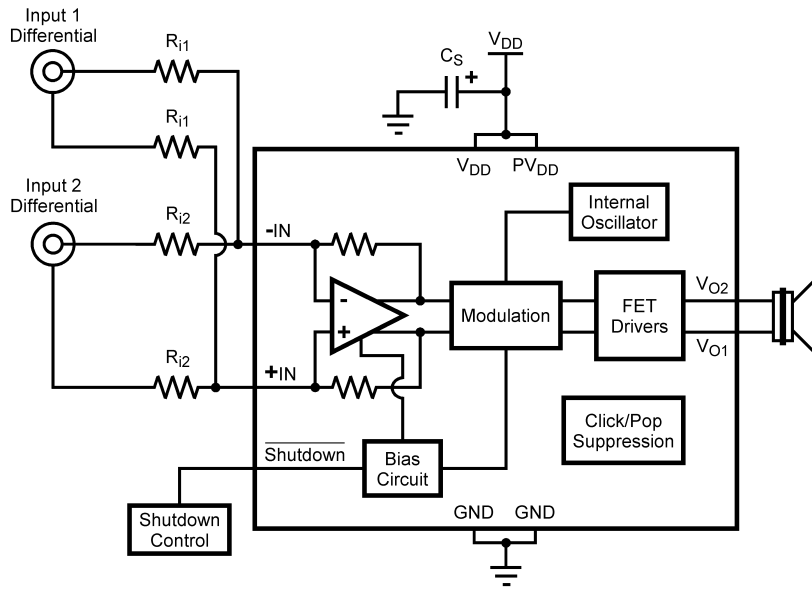 Input 1
Differential
Ri1
Ri1
Input 2
Differential
Ri2
Ri2
CS
+
VDD
VDD
PVDD
-IN
+IN
-
+
Internal
Oscillator
Modulation
FET
Drivers
VO2
VO1
Click/Pop
Suppression
Shutdown
Bias
Circuit
Shutdown
Control
GND
GND